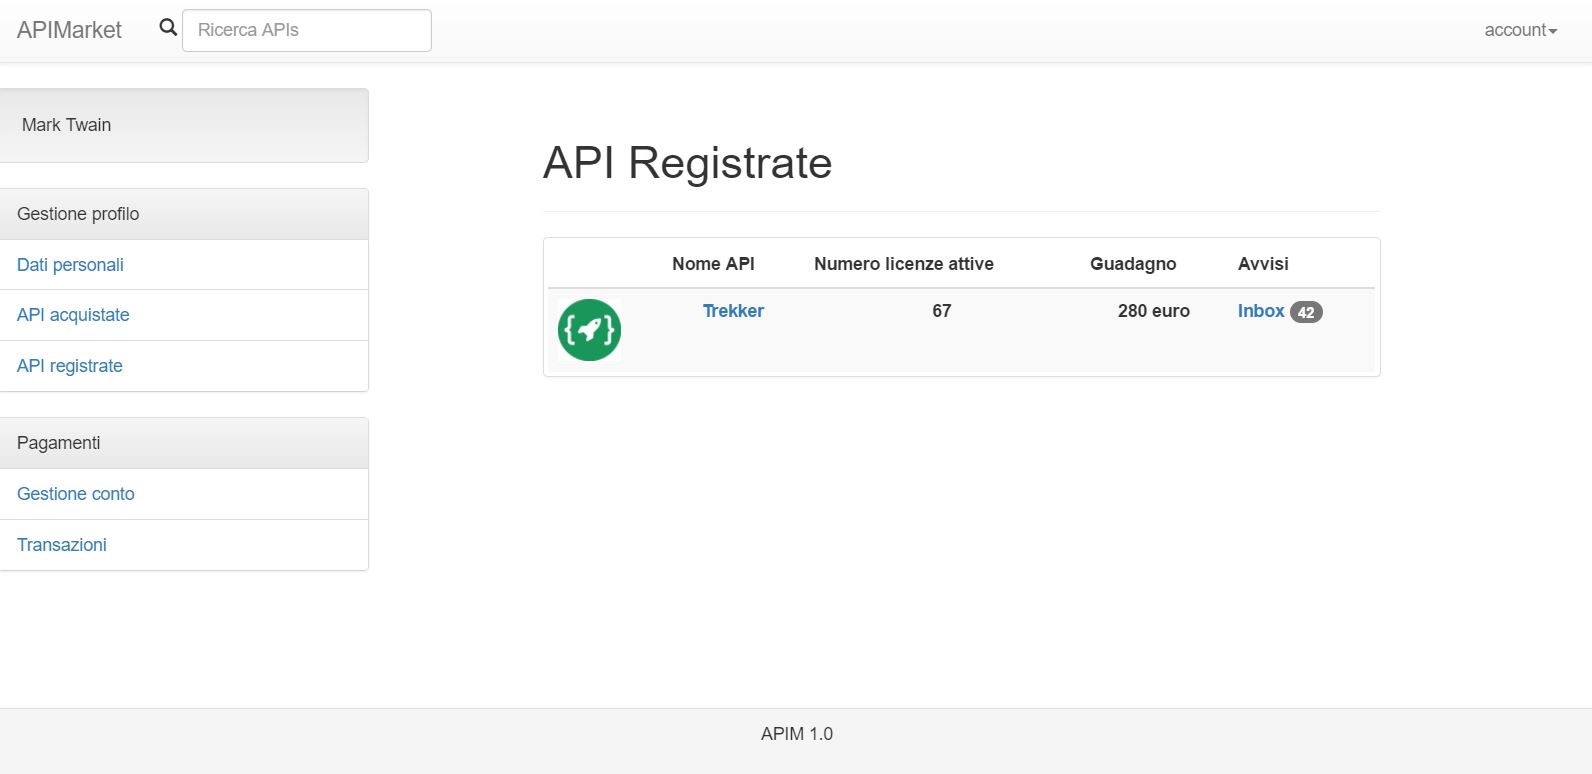 APIMarket Ricerca APIs account
Mark Twain
Gestione profilo
Dati personali
API acquistate
API registrate
Pagamenti
Gestione conto
Transazioni
API Registrate
Nome API Numero licenze attive Guadagno Avvisi
Trekker 67 280 euro Inbox 42
APIM 1.0